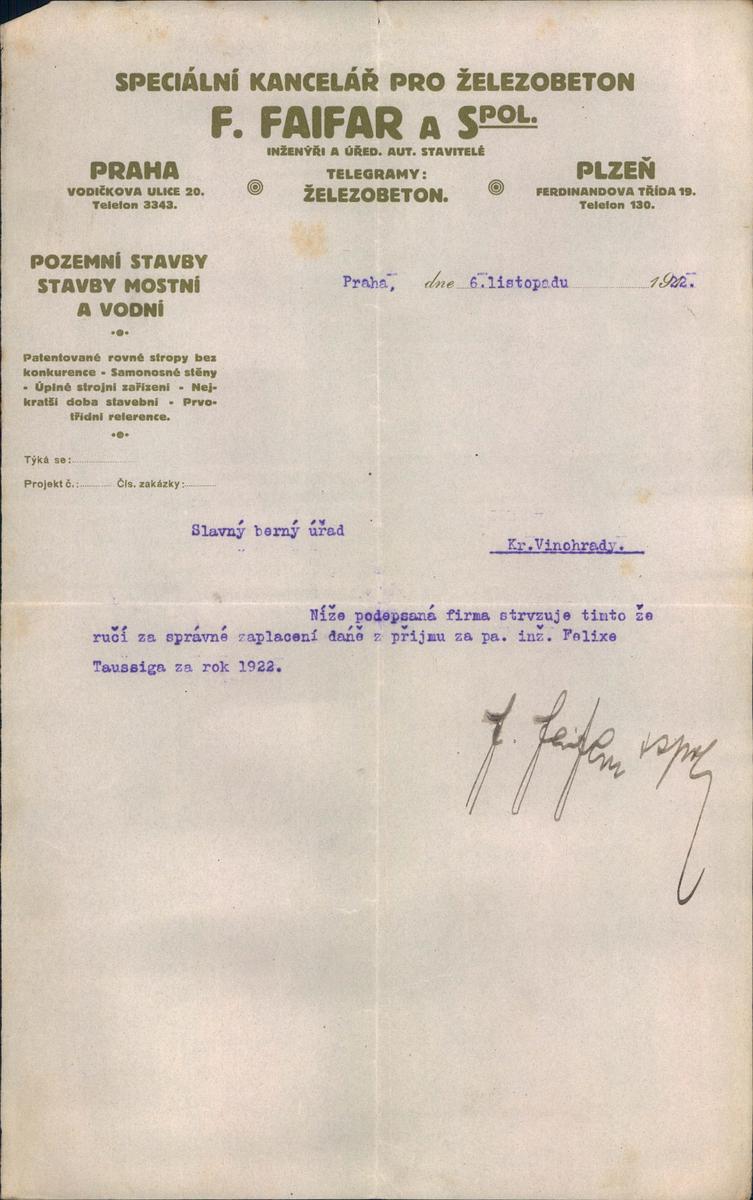 SPECIÁLNÍ KANCELÁŘ PRO ŽELEZOBETON
F. FAIFAR A SPOL.
INŽENÝŘI A ÚŘED. AUT. STAVITELÉ
PRAHA
VODIČKOVA ULICE 20.
Telefon 3343.
TELEGRAMY:
ŽELEZOBETON.
PLZEŇ
FERDINANDOVA TŘÍDA 19.
Telefon 130.
POZEMNÍ STAVBY
STAVBY MOSTNÍ
A VODNÍ
Patentované rovné stropy bez
konkurence - Samonosné stěny
- Úplné strojní zařízení - Nej-
kratší doba stavební - Prvo-
třídní reference.
Týká se:
Projekt č.: Čís. zakázky:
Praha, dne 6.listopadu 1922.
Slavný berný úřad
Kr.Vinohrady.
Níže podepsaná firma strvzuje timto že
ručí za správné zaplacení daňě z přijmu za pa. inž. Felixe
Taussiga za rok 1922.
F. Faifar a spol